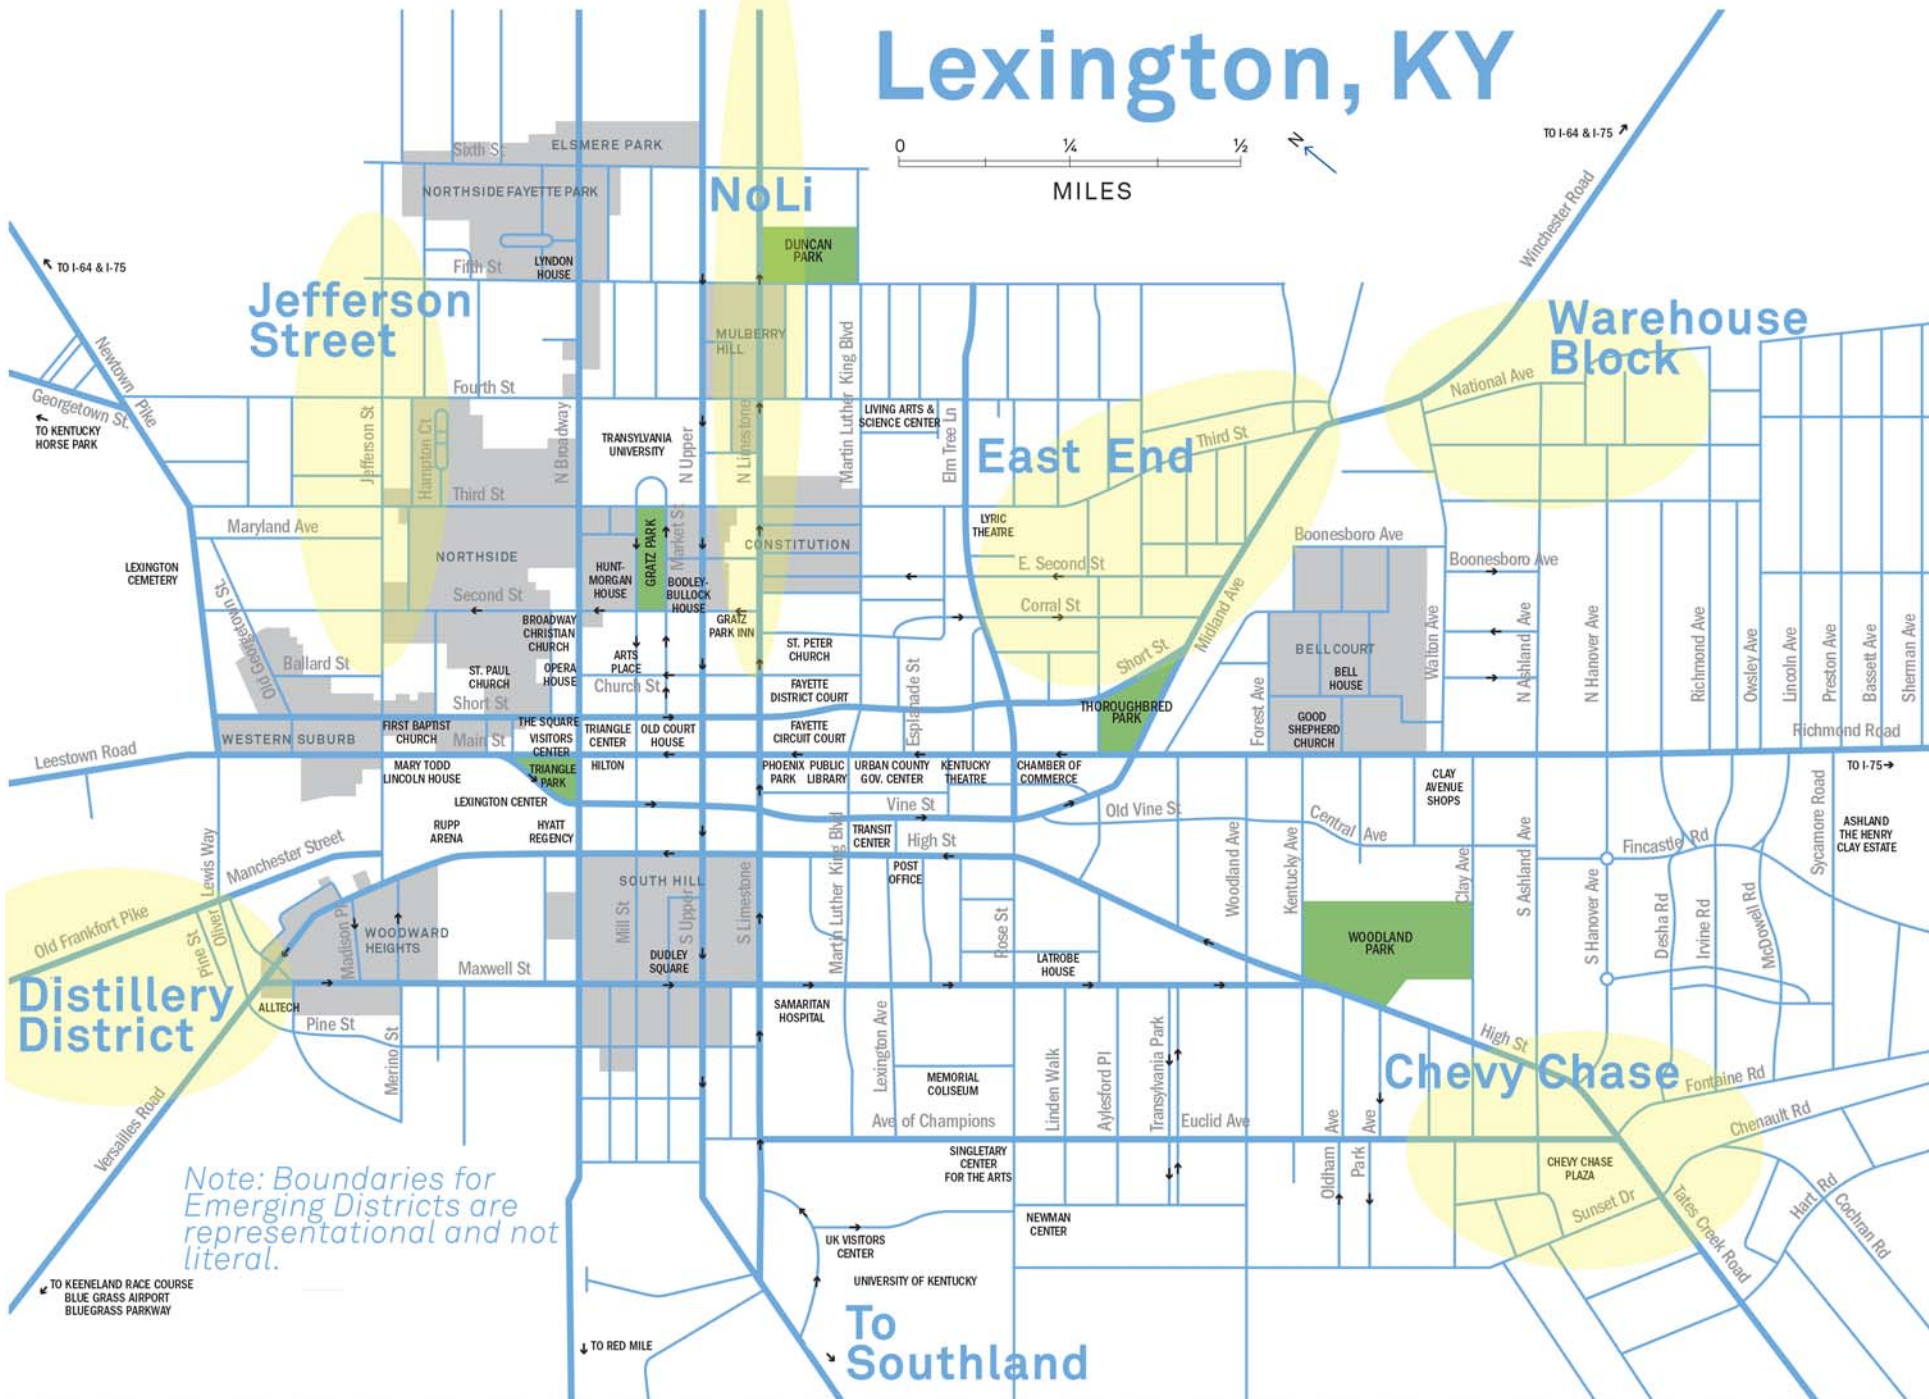 Lexington, KY
0
¼
½
MILES
N
TO I-64 & I-75
Winchester Road
Sixth St
ELSMERE PARK
NORTHSIDE FAYETTE PARK
NoLi
DUNCAN
PARK
TO I-64 & I-75
Fifth St
LYNDON
HOUSE
Jefferson
Street
Warehouse
Block
MULBERRY
HILL
Martin Luther King Blvd
Newtown Pike
Georgetown St.
TO KENTUCKY
HORSE PARK
Fourth St
National Ave
Jefferson St
Hampton Ct
N Broadway
TRANSYLVANIA
UNIVERSITY
N Upper
N Limestone
LIVING ARTS &
SCIENCE CENTER
Elm Tree Ln
East End
Third St
Third St
Maryland Ave
NORTHSIDE
GRATZ PARK
Market St
CONSTITUTION
LYRIC
THEATRE
E. Second St
Boonesboro Ave
Boonesboro Ave
LEXINGTON
CEMETERY
Old Georgetown St.
Old Georgetown St.
HUNT-
MORGAN
HOUSE
BODLEY-
BULLOCK
HOUSE
Second St
Corral St
Midland Ave
BROADWAY
CHRISTIAN
CHURCH
GRATZ
PARK INN
ST. PETER
CHURCH
BELL COURT
BELL
HOUSE
Walton Ave
N Ashland Ave
N Hanover Ave
Richmond Ave
Owsley Ave
Lincoln Ave
Preston Ave
Bassett Ave
Sherman Ave
Ballard St
ST. PAUL
CHURCH
OPERA
HOUSE
ARTS
PLACE
Church St
FAYETTE
DISTRICT COURT
Esplanade St
Short St
Forest Ave
Short St
WESTERN SUBURB
FIRST BAPTIST
CHURCH
Main St
THE SQUARE
VISITORS
CENTER
TRIANGLE
CENTER
OLD COURT
HOUSE
FAYETTE
CIRCUIT COURT
THOROUGHBRED
PARK
GOOD
SHEPHERD
CHURCH
Richmond Road
Leestown Road
MARY TODD
LINCOLN HOUSE
TRIANGLE
PARK
HILTON
PHOENIX
PARK
PUBLIC
LIBRARY
URBAN COUNTY
GOV. CENTER
KENTUCKY
THEATRE
CHAMBER OF
COMMERCE
CLAY
AVENUE
SHOPS
TO I-75
LEXINGTON CENTER
Vine St
Old Vine St
Central Ave
RUPP
ARENA
HYATT
REGENCY
TRANSIT
CENTER
High St
Fincastle Rd
Sycamore Road
ASHLAND
THE HENRY
CLAY ESTATE
Lewis Way
Manchester Street
Martin Luther King Blvd
POST
OFFICE
Woodland Ave
Kentucky Ave
Clay Ave
S Ashland Ave
S Hanover Ave
Desha Rd
Irvine Rd
McDowell Rd
SOUTH HILL
Mill St
S Upper
S Limestone
Old Frankfort Pike
Pine St
Oliver
Madison Pl
WOODWARD
HEIGHTS
Rose St
WOODLAND
PARK
Maxwell St
DUDLEY
SQUARE
LATROBE
HOUSE
Distillery
District
ALLTECH
Pine St
Merino St
SAMARITAN
HOSPITAL
Lexington Ave
High St
Chevy Chase
Fontaine Rd
MEMORIAL
COLISEUM
Linden Walk
Aylesford Pl
Transylvania Park
Ave of Champions
Euclid Ave
Oldham Ave
Park Ave
Chenault Rd
Versailles Road
SINGLETARY
CENTER
FOR THE ARTS
CHEVY CHASE
PLAZA
Note: Boundaries for
Emerging Districts are
representational and not
literal.
Sunset Dr
Tates Creek Road
Hart Rd
Cochran Rd
NEWMAN
CENTER
UK VISITORS
CENTER
TO KEENELAND RACE COURSE
BLUE GRASS AIRPORT
BLUEGRASS PARKWAY
UNIVERSITY OF KENTUCKY
TO RED MILE
To
Southland